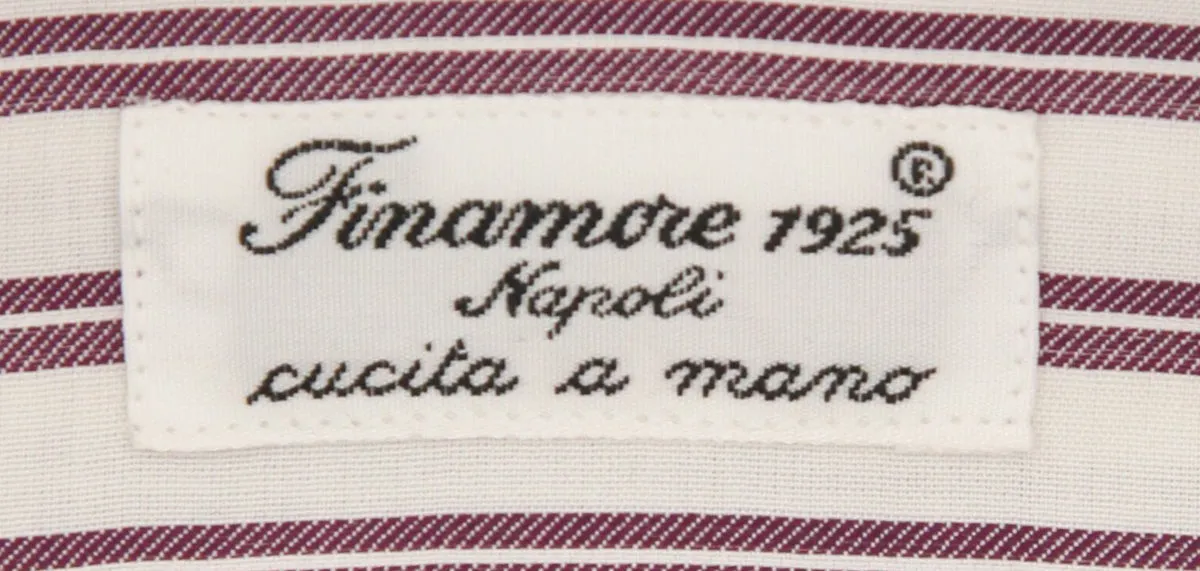 Finamore 1925®
Napoli
cucita a mano